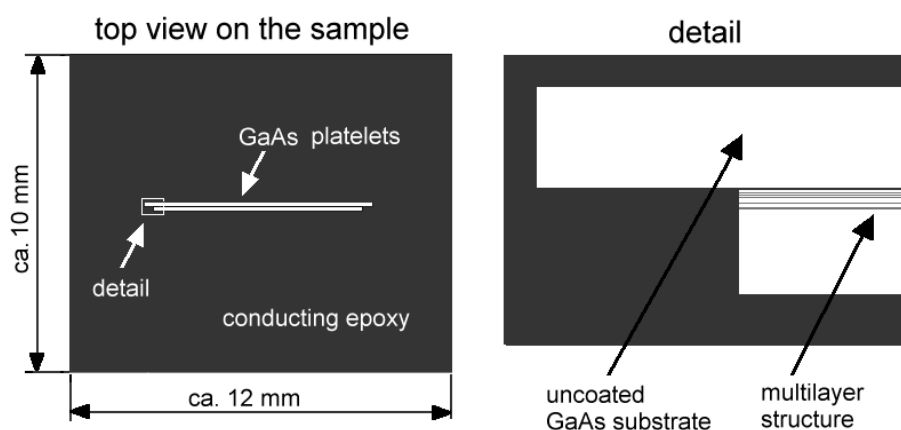 top view on the sample
detail
GaAs platelets
ca. 10 mm
detail
conducting epoxy
ca. 12 mm
uncoated
GaAs substrate
multilayer
structure